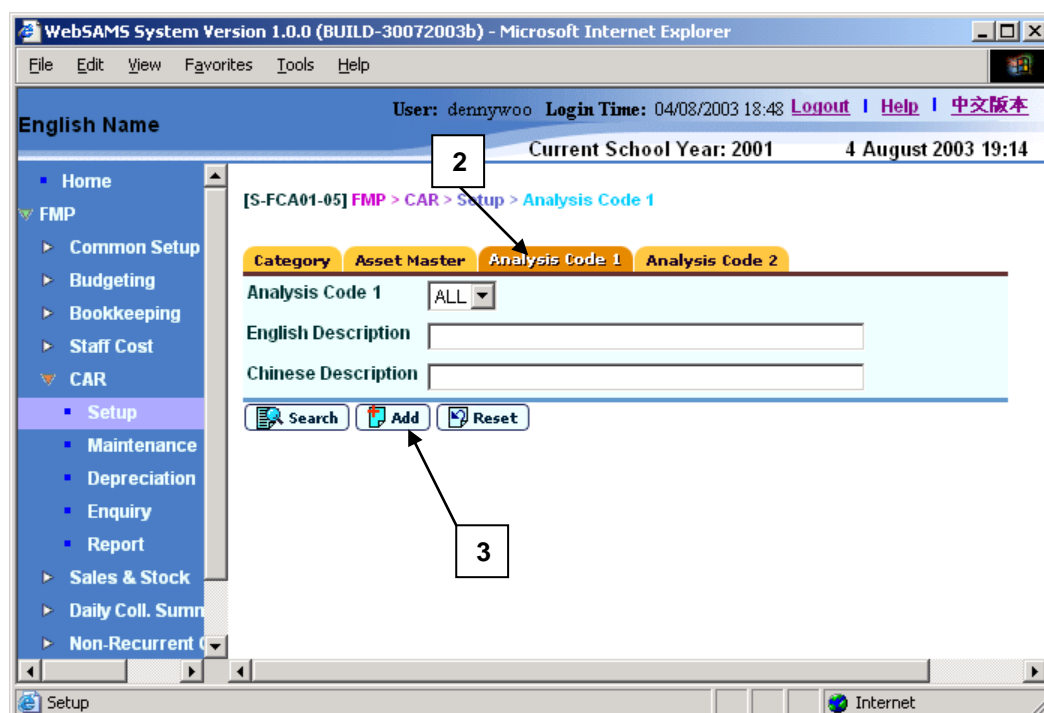 WebSAMS System Version 1.0.0 (BUILD-30072003b) - Microsoft Internet Explorer
File Edit View Favorites Tools Help
English Name
User: dennywoo Login Time: 04/08/2003 18:48 Logout | Help | 中文版本
Current School Year: 2001 4 August 2003 19:14
2
Home
FMP
Common Setup
Budgeting
Bookkeeping
Staff Cost
CAR
Setup
Maintenance
Depreciation
Enquiry
Report
Sales & Stock
Daily Coll. Summ
Non-Recurrent
[S-FCA01-05] FMP > CAR > Setup > Analysis Code 1
Category Asset Master Analysis Code 1 Analysis Code 2
Analysis Code 1 ALL
English Description
Chinese Description
Search Add Reset
3
Setup
Internet